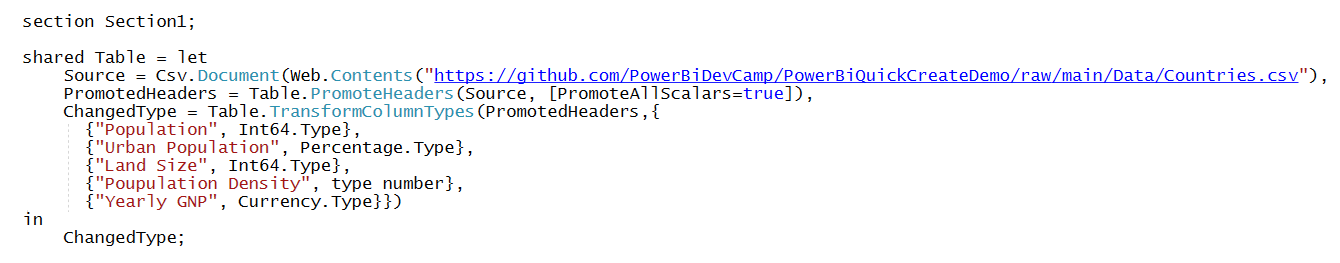 section Section1;
shared Table = let
Source = Csv.Document(Web.Contents("https://github.com/PowerBiDevCamp/PowerBiQuickCreateDemo/raw/main/Data/Countries.csv"),
PromotedHeaders = Table.PromoteHeaders(Source, [PromoteAllScalars=true]),
ChangedType = Table.TransformColumnTypes(PromotedHeaders,{
{"Population", Int64.Type},
{"Urban Population", Percentage.Type},
{"Land Size", Int64.Type},
{"Poupulation Density", type number},
{"Yearly GNP", Currency.Type}})
in
ChangedType;